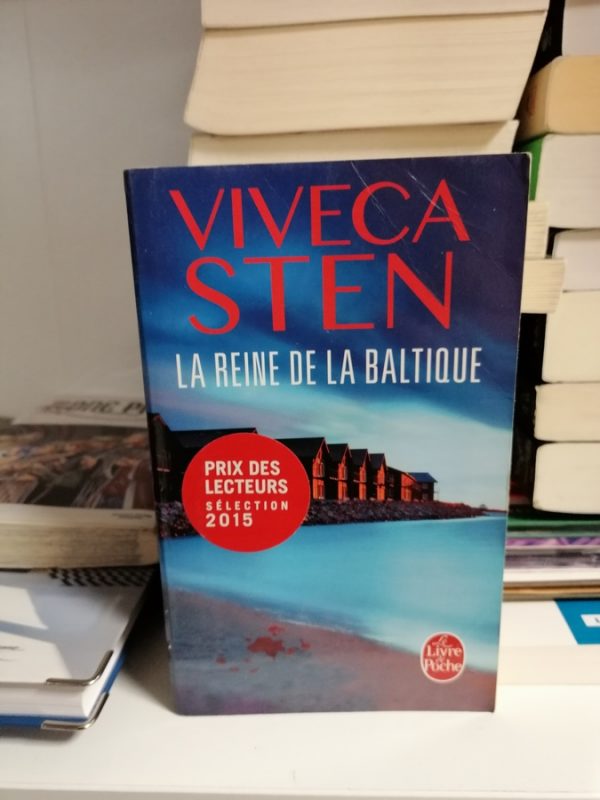 VIVECA
STEN
LA REINE DE LA BALTIQUE
PRIX DES
LECTEURS
SÉLECTION
2015
Le
Livre
de
Poche